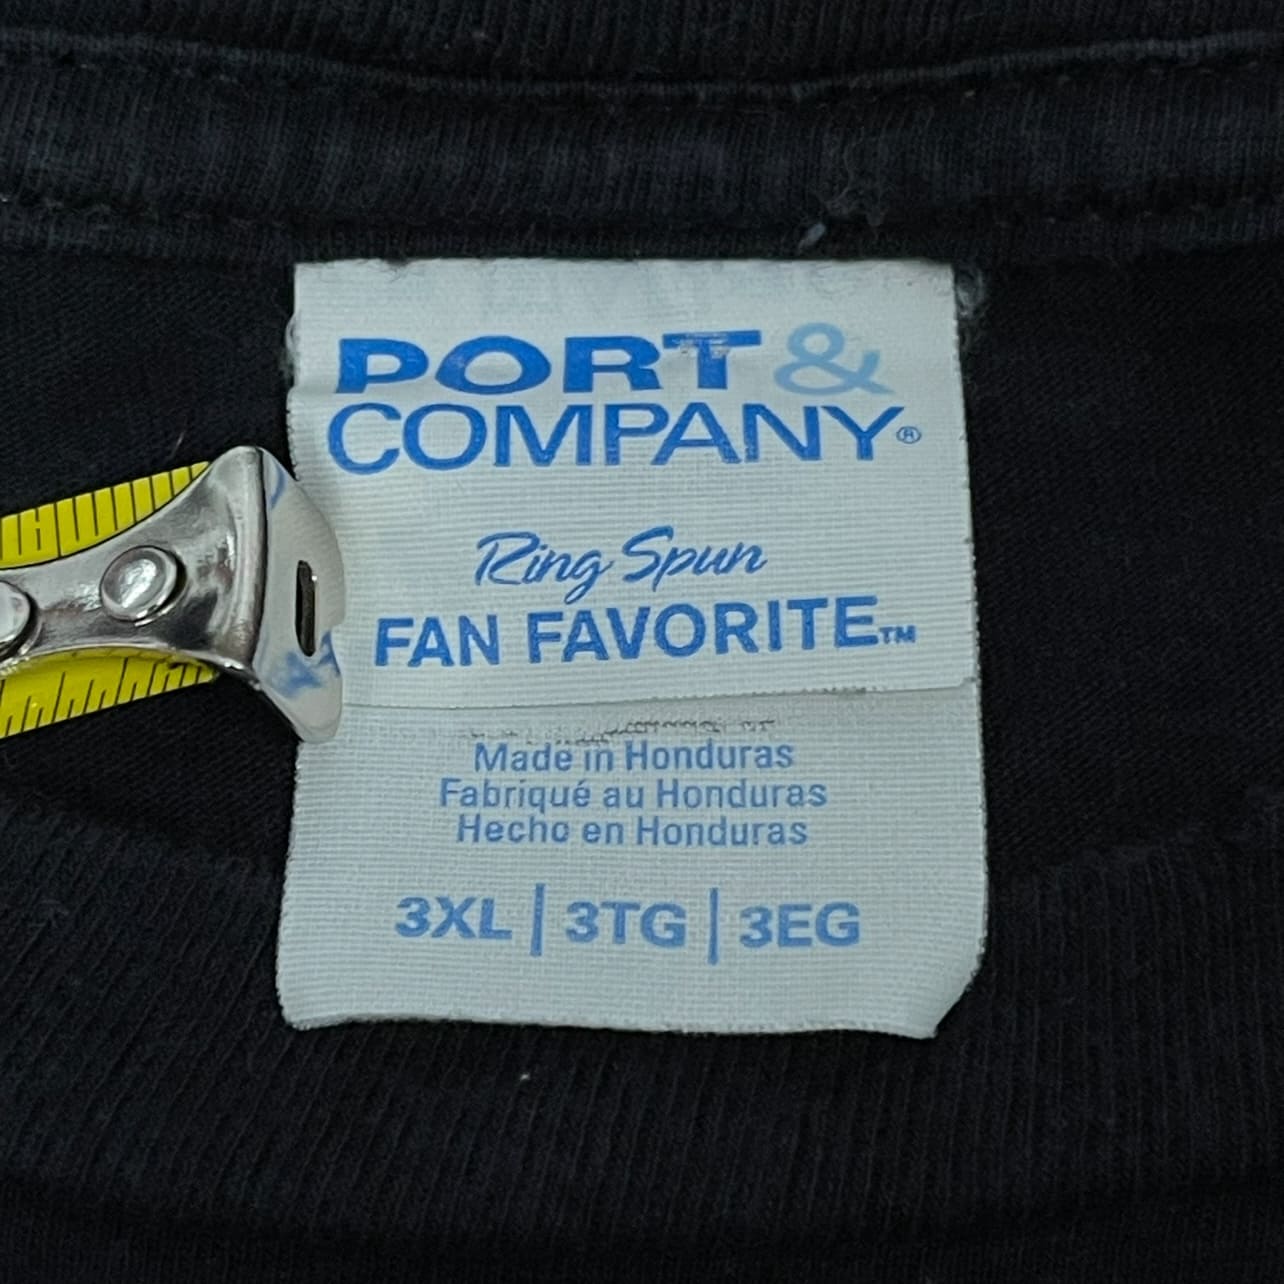 PORT &
COMPANY®
Ring Spun
FAN FAVORITE™
Made in Honduras
Fabriqué au Honduras
Hecho en Honduras
3XL | 3TG | 3EG